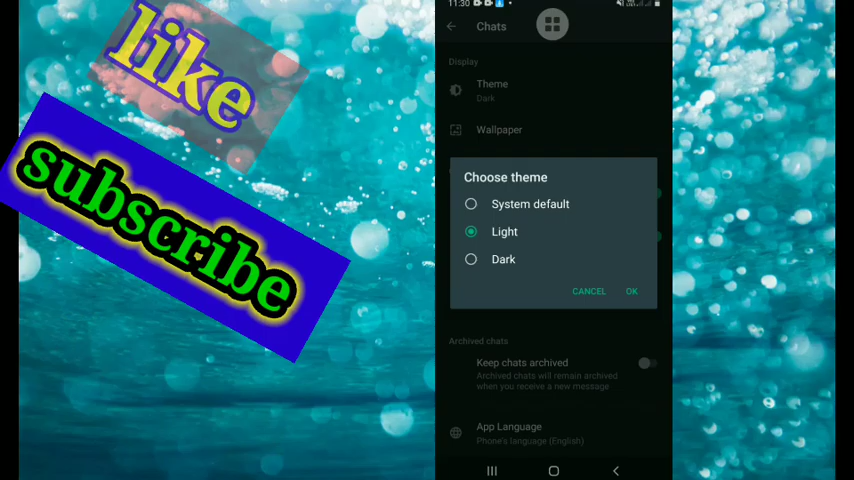 like
subscribe
11:30
Chats
Display
Theme
Dark
Wallpaper
Choose theme
System default
Light
Dark
CANCEL OK
Archived chats
Keep chats archived
Archived chats will remain archived
when you receive a new message
App Language
Phone's language (English)